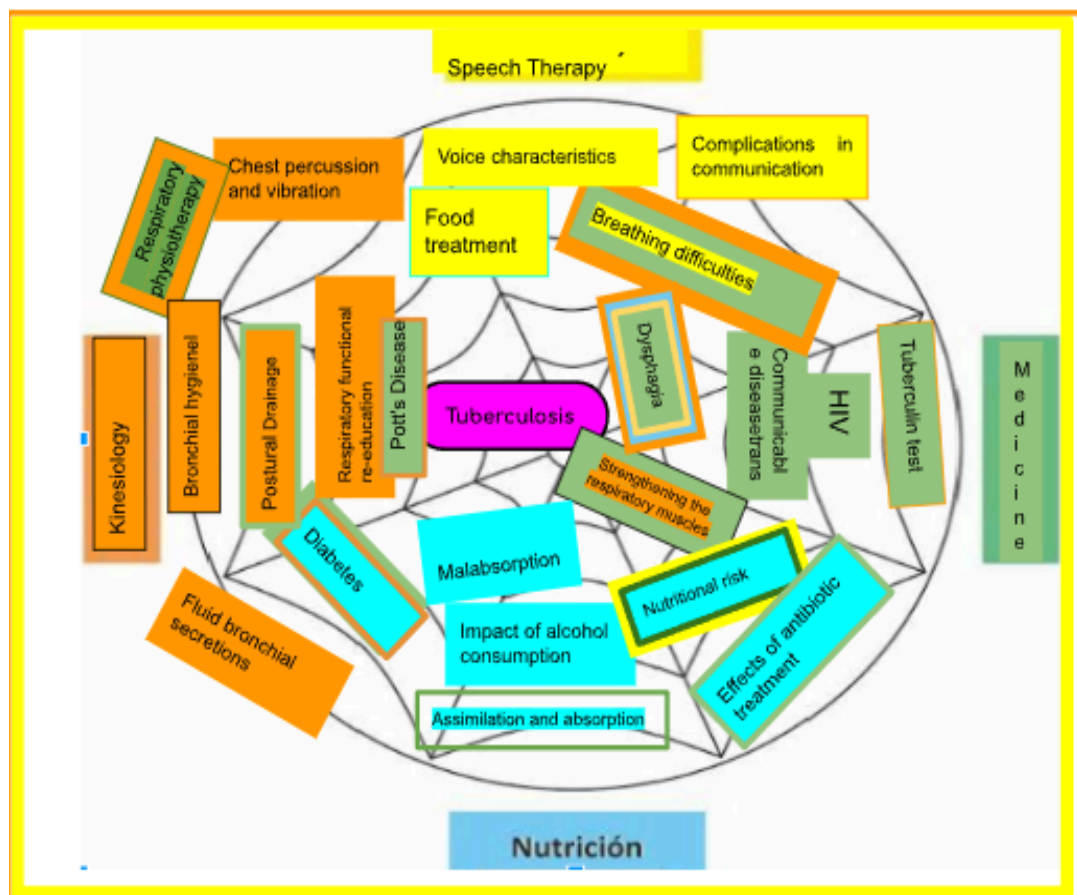 Speech Therapy ´
Chest percussion
and vibration
Voice characteristics
Complications in
communication
Respiratory
physiotherapy
Food
treatment
Breathing difficulties
Kinesiology
Bronchial hygienel
Postural Drainage
Respiratory functional
re-education
Pott's Disease
Tuberculosis
Dysphagia
Communicabl
e diseasetrans
HIV
Tuberculin test
Medicine
Strengthening the
respiratory muscles
Diabetes
Malabsorption
Nutritional risk
Fluid bronchial
secretions
Impact of alcohol
consumption
Effects of antibiotic
treatment
Assimilation and absorption
Nutrición